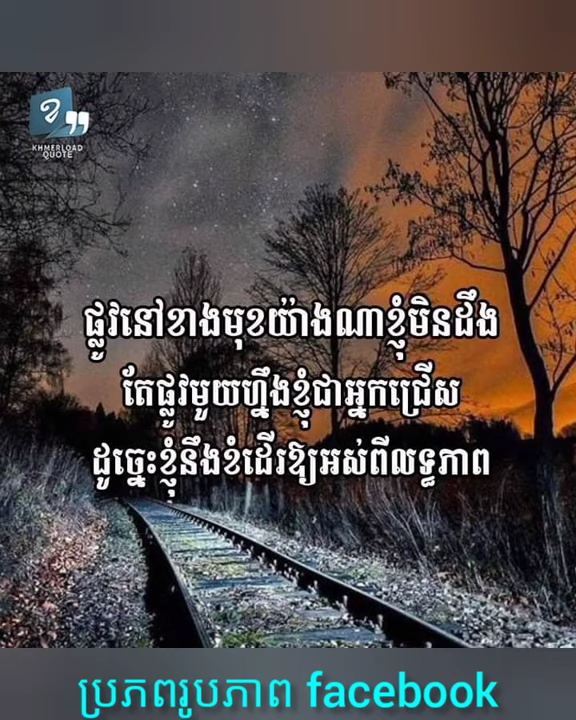 KHMERLOAD
QUOTE
ផ្លូវនៅខាងមុខយ៉ាងណាខ្ញុំមិនដឹង
តែផ្លូវមួយហ្នឹងខ្ញុំជាអ្នកជ្រើស
ដូច្នេះខ្ញុំនឹងខំដើរឱ្យអស់ពីលទ្ធភាព
ប្រភពរូបភាព facebook